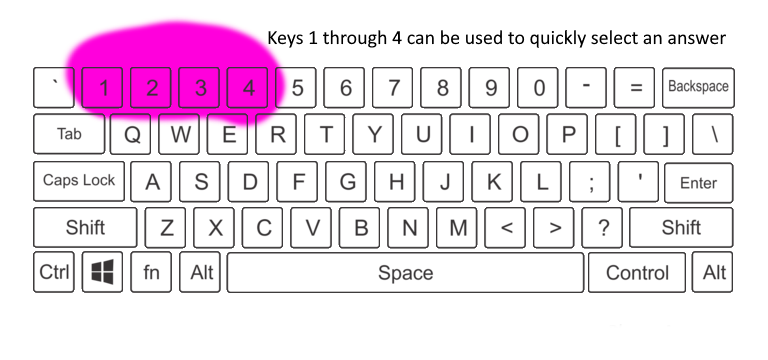 Keys 1 through 4 can be used to quickly select an answer
` 1 2 3 4 5 6 7 8 9 0 - = Backspace
Tab Q W E R T Y U I O P [ ] \
Caps Lock A S D F G H J K L ; ' Enter
Shift Z X C V B N M < > ? Shift
Ctrl fn Alt Space Control Alt